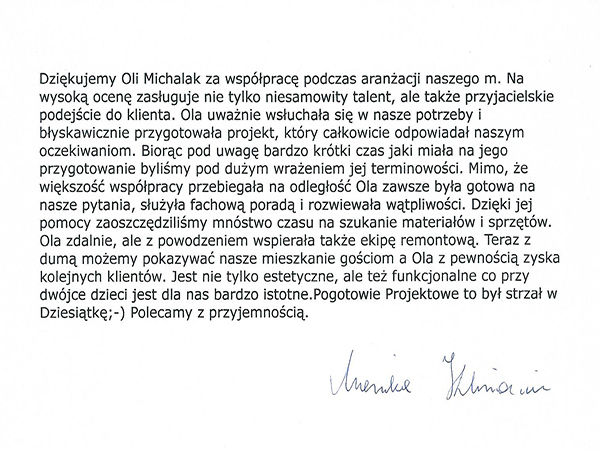 Dziękujemy Oli Michalak za współpracę podczas aranżacji naszego m. Na
wysoką ocenę zasługuje nie tylko niesamowity talent, ale także przyjacielskie
podejście do klienta. Ola uważnie wsłuchała się w nasze potrzeby i
błyskawicznie przygotowała projekt, który całkowicie odpowiadał naszym
oczekiwaniom. Biorąc pod uwagę bardzo krótki czas jaki miała na jego
przygotowanie byliśmy pod dużym wrażeniem jej terminowości. Mimo, że
większość współpracy przebiegała na odległość Ola zawsze była gotowa na
nasze pytania, służyła fachową poradą i rozwiewała wątpliwości. Dzięki jej
pomocy zaoszczędziliśmy mnóstwo czasu na szukanie materiałów i sprzętów.
Ola zdalnie, ale z powodzeniem wspierała także ekipę remontową. Teraz z
dumą możemy pokazywać nasze mieszkanie gościom a Ola z pewnością zyska
kolejnych klientów. Jest nie tylko estetyczne, ale też funkcjonalne co przy
dwójce dzieci jest dla nas bardzo istotne.Pogotowie Projektowe to był strzał w
Dziesiątkę;-) Polecamy z przyjemnością.